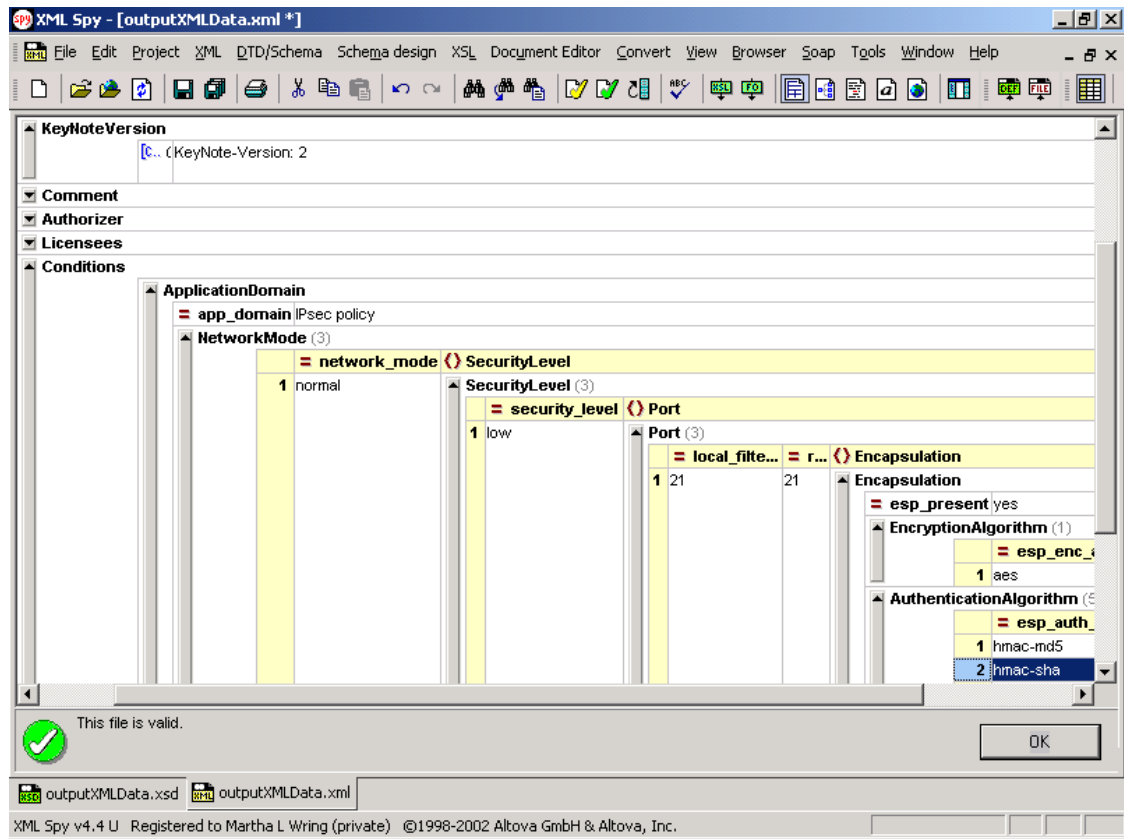 XML Spy - [outputXMLData.xml *]
File Edit Project XML DTD/Schema Schema design XSL Document Editor Convert View Browser Soap Tools Window Help
KeyNoteVersion
KeyNote-Version: 2
Comment
Authorizer
Licensees
Conditions
ApplicationDomain
= app_domain IPsec policy
NetworkMode (3)
= network_mode () SecurityLevel
1 normal SecurityLevel (3)
= security_level () Port
1 low Port (3)
= local_filte... = r... () Encapsulation
1 21 21 Encapsulation
= esp_present yes
EncryptionAlgorithm (1)
= esp_enc_
1 aes
AuthenticationAlgorithm (5
= esp_auth_
1 hmac-md5
2 hmac-sha
This file is valid.
OK
outputXMLData.xsd outputXMLData.xml
XML Spy v4.4 U Registered to Martha L Wring (private) ©1998-2002 Altova GmbH & Altova, Inc.